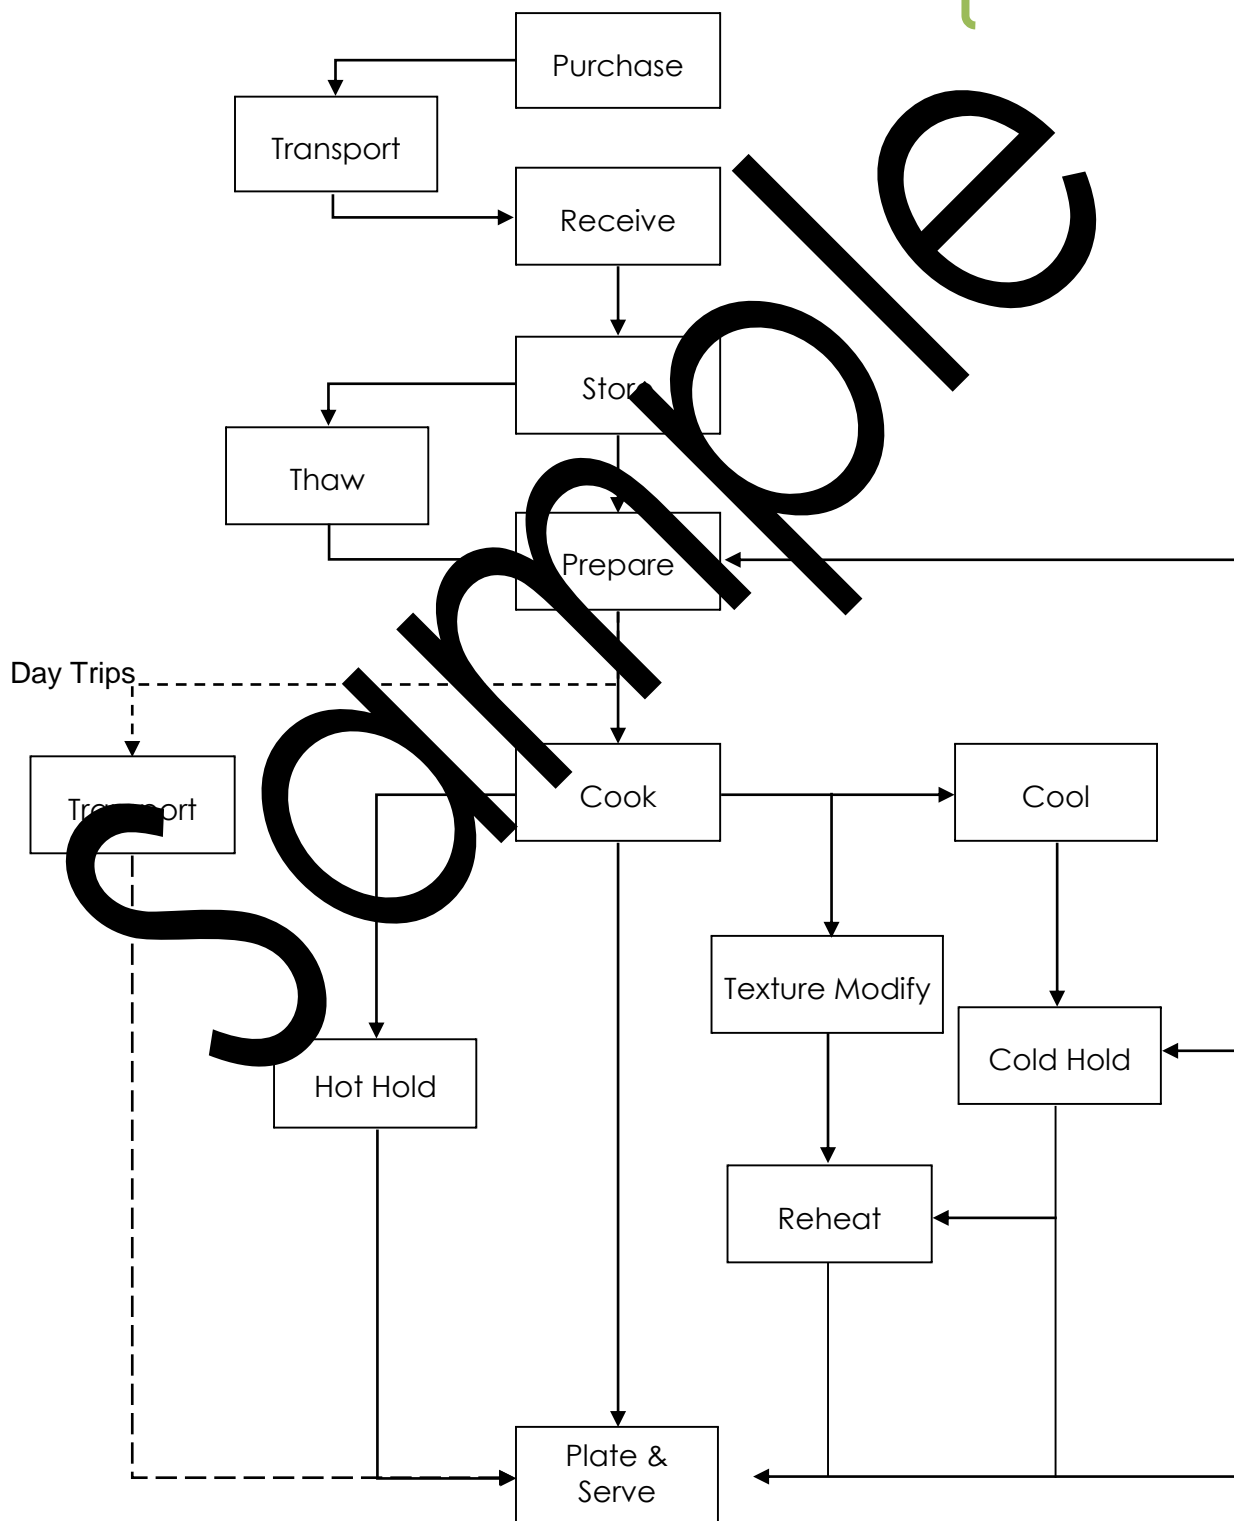 Purchase
Transport
Receive
Store
Thaw
Prepare
Day Trips
Transport
Cook
Cool
Texture Modify
Cold Hold
Hot Hold
Reheat
Plate &
Serve
Sample